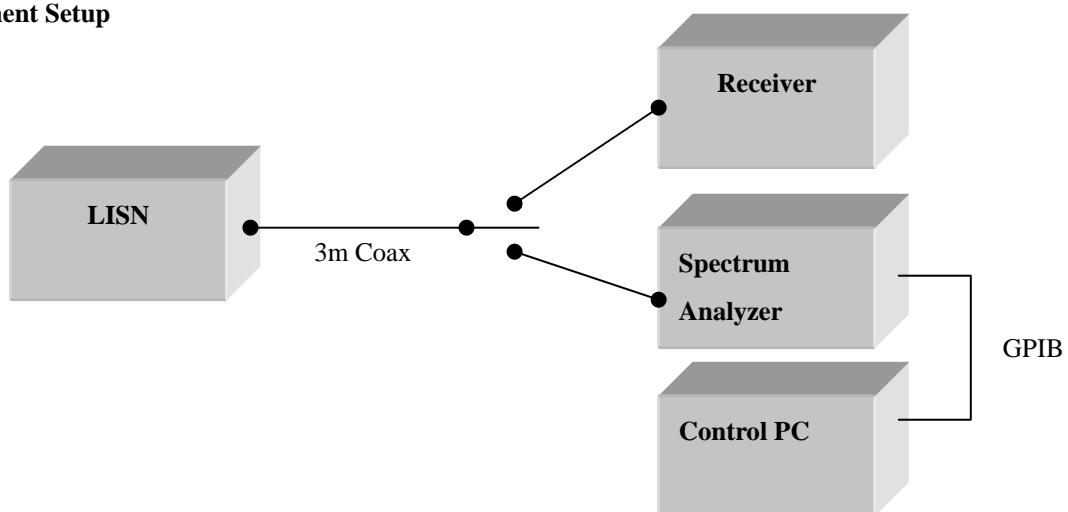 ent Setup
Receiver
LISN
3m Coax
Spectrum
Analyzer
GPIB
Control PC